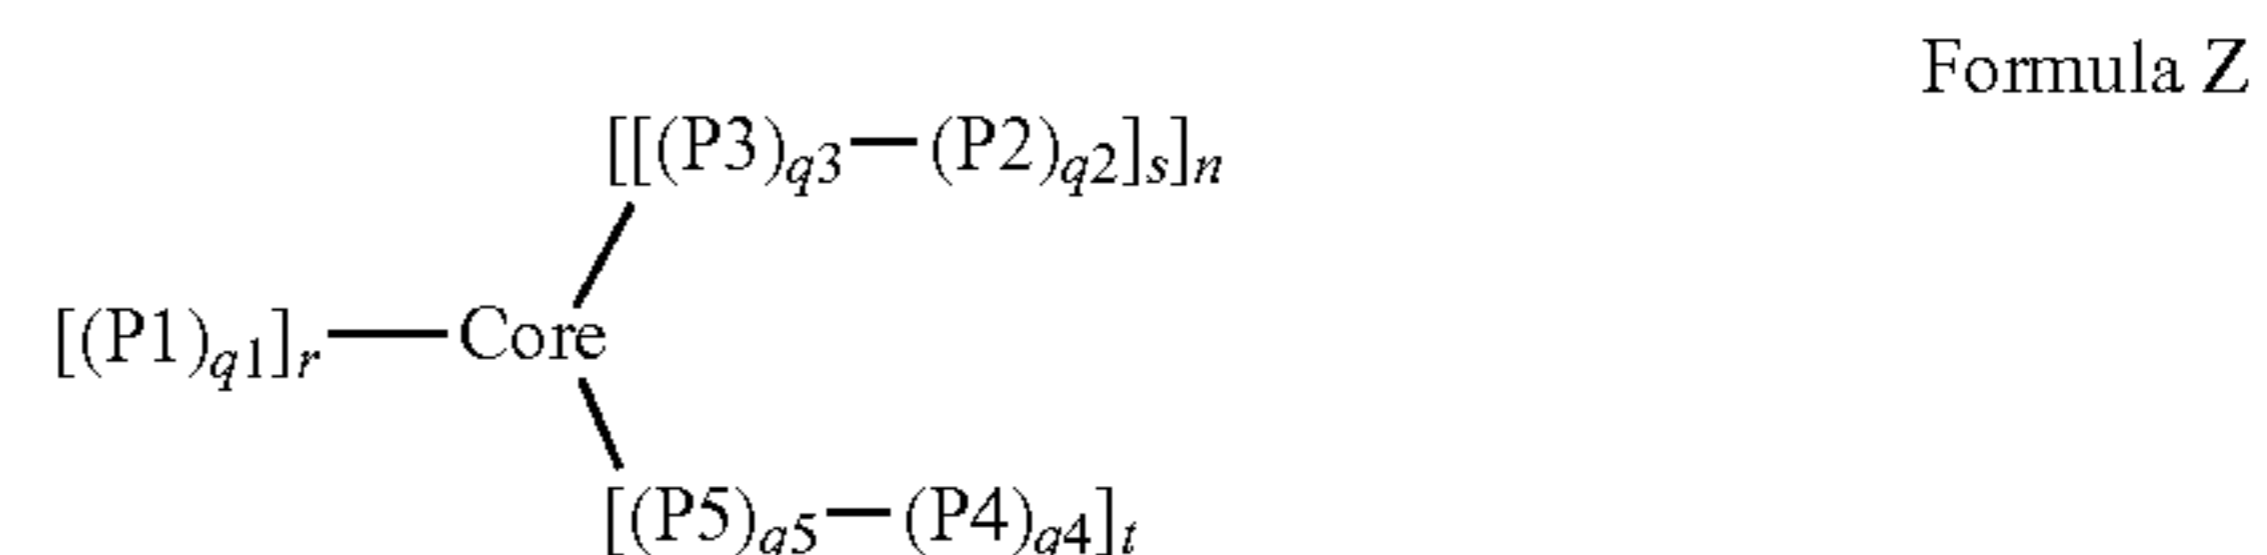 Formula Z
[[(P3)q3—(P2)q2]s]n
[(P1)q1]r—Core
[(P5)q5—(P4)q4]t